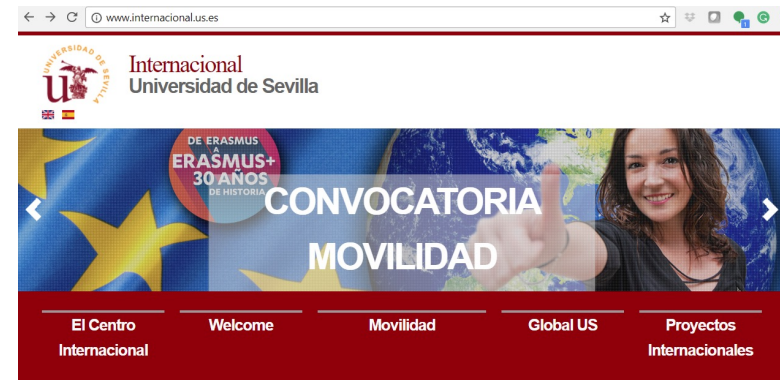 www.internacional.us.es
UNIVERSIDAD DE SEVILLA
Internacional
Universidad de Sevilla
DE ERASMUS
A
ERASMUS+
30 AÑOS
DE HISTORIA
CONVOCATORIA
MOVILIDAD
El Centro
Internacional
Welcome
Movilidad
Global US
Proyectos
Internacionales